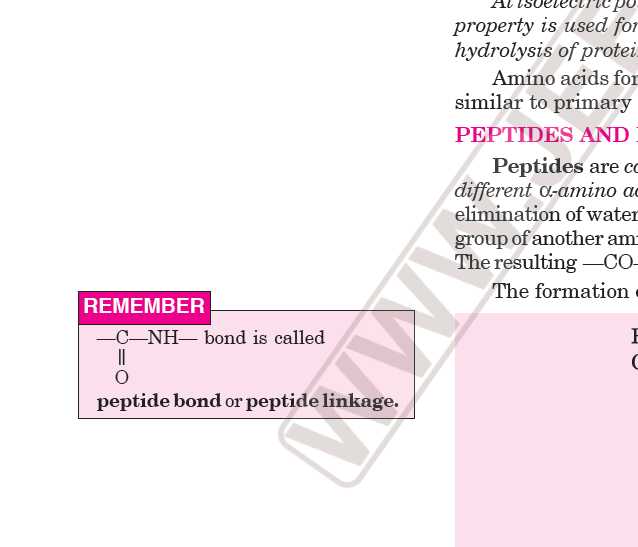 REMEMBER
—C—NH— bond is called
||
O
peptide bond or peptide linkage.
At isoelectric po
property is used for
hydrolysis of protei
Amino acids for
similar to primary
PEPTIDES AND
Peptides are co
different α-amino ac
elimination of water
group of another ami
The resulting —CO—
The formation o
WWW.JEE